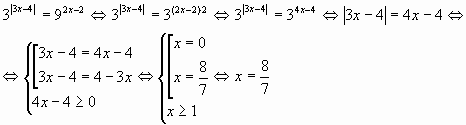 3^{|3x-4|} = 9^{2x-2} ⇔ 3^{|3x-4|} = 3^{(2x-2)·2} ⇔ 3^{|3x-4|} = 3^{4x-4} ⇔ |3x-4| = 4x-4 ⇔
⇔ { [ 3x-4 = 4x-4 ; 3x-4 = 4-3x ; 4x-4 ≥ 0 ⇔ { [ x = 0 ; x = 8/7 ; x ≥ 1 ⇔ x = 8/7